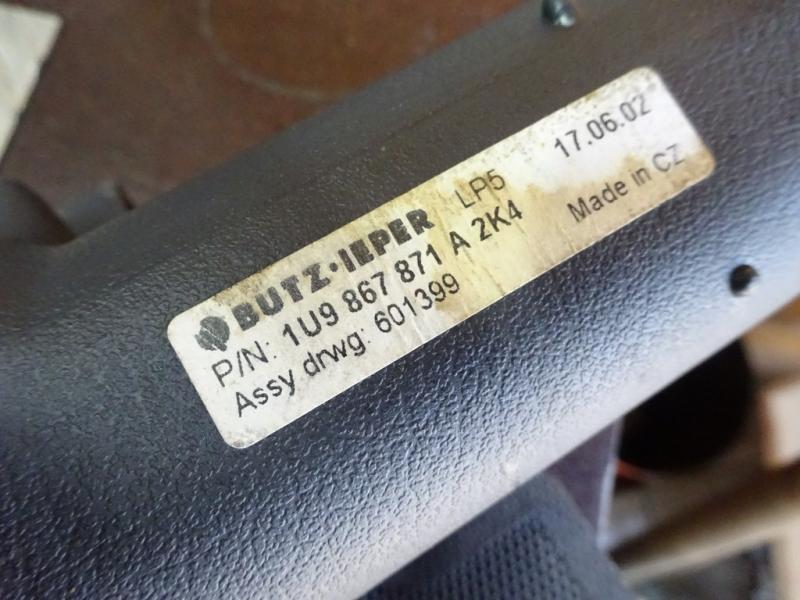 BUTZ·IEPER LP5 17.06.02
P/N: 1U9 867 871 A 2K4 Made in CZ
Assy drwg: 601399